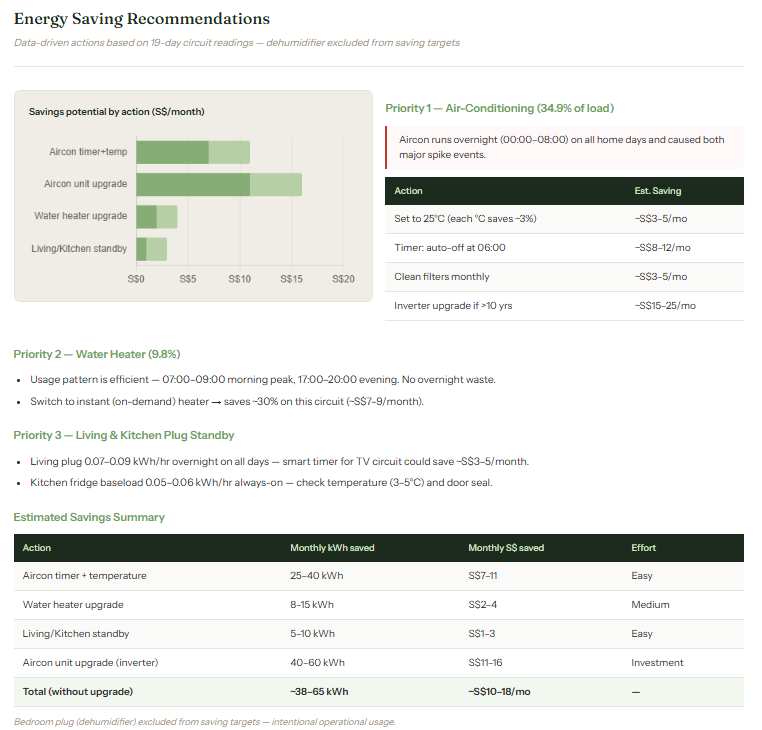 Energy Saving Recommendations
Data-driven actions based on 19-day circuit readings — dehumidifier excluded from saving targets
Savings potential by action (S$/month)
Aircon timer+temp
Aircon unit upgrade
Water heater upgrade
Living/Kitchen standby
S$0 S$5 S$10 S$15 S$20
Priority 1 — Air-Conditioning (34.9% of load)
Aircon runs overnight (00:00–08:00) on all home days and caused both
major spike events.
Action Est. Saving
Set to 25°C (each °C saves ~3%) ~S$3–5/mo
Timer: auto-off at 06:00 ~S$8–12/mo
Clean filters monthly ~S$3–5/mo
Inverter upgrade if >10 yrs ~S$15–25/mo
Priority 2 — Water Heater (9.8%)
• Usage pattern is efficient — 07:00–09:00 morning peak, 17:00–20:00 evening. No overnight waste.
• Switch to instant (on-demand) heater → saves ~30% on this circuit (~S$7–9/month).
Priority 3 — Living & Kitchen Plug Standby
• Living plug 0.07–0.09 kWh/hr overnight on all days — smart timer for TV circuit could save ~S$3–5/month.
• Kitchen fridge baseload 0.05–0.06 kWh/hr always-on — check temperature (3–5°C) and door seal.
Estimated Savings Summary
Action Monthly kWh saved Monthly S$ saved Effort
Aircon timer + temperature 25–40 kWh S$7–11 Easy
Water heater upgrade 8–15 kWh S$2–4 Medium
Living/Kitchen standby 5–10 kWh S$1–3 Easy
Aircon unit upgrade (inverter) 40–60 kWh S$11–16 Investment
Total (without upgrade) ~38–65 kWh ~S$10–18/mo —
Bedroom plug (dehumidifier) excluded from saving targets — intentional operational usage.